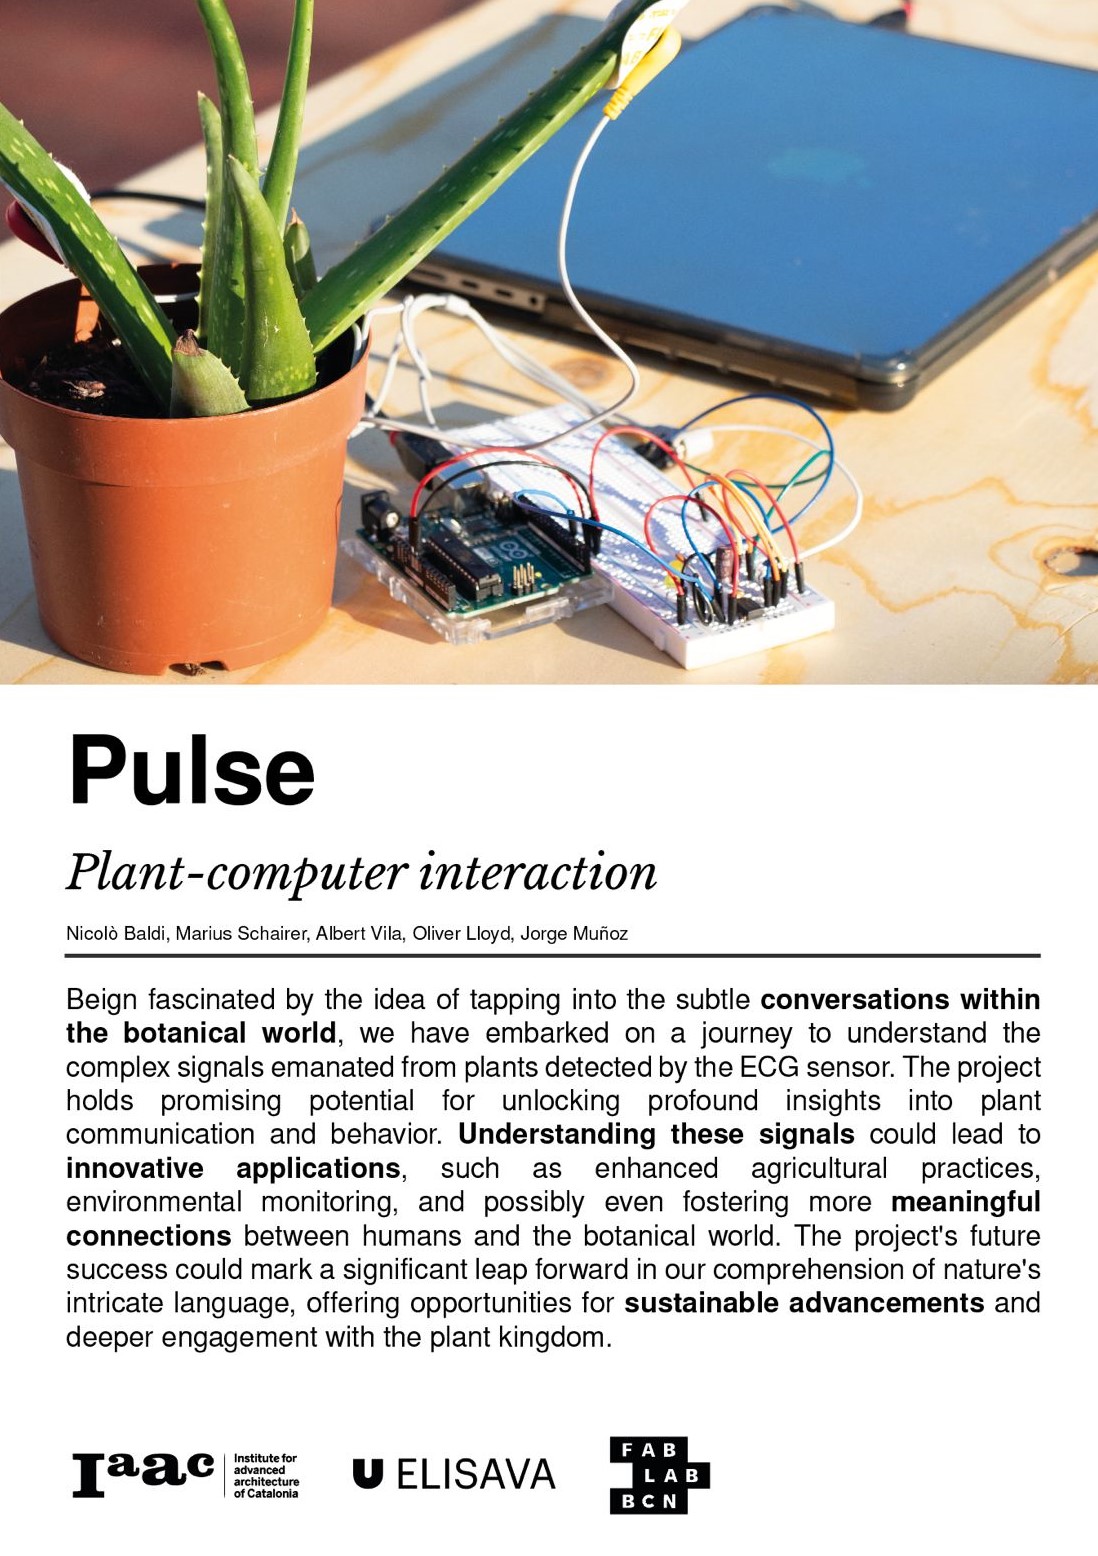 Pulse
Plant-computer interaction
Nicolò Baldi, Marius Schairer, Albert Vila, Oliver Lloyd, Jorge Muñoz
Beign fascinated by the idea of tapping into the subtle conversations within
the botanical world, we have embarked on a journey to understand the
complex signals emanated from plants detected by the ECG sensor. The project
holds promising potential for unlocking profound insights into plant
communication and behavior. Understanding these signals could lead to
innovative applications, such as enhanced agricultural practices,
environmental monitoring, and possibly even fostering more meaningful
connections between humans and the botanical world. The project's future
success could mark a significant leap forward in our comprehension of nature's
intricate language, offering opportunities for sustainable advancements and
deeper engagement with the plant kingdom.
Iaac
Institute for
advanced
architecture
of Catalonia
U ELISAVA
FAB
LAB
BCN